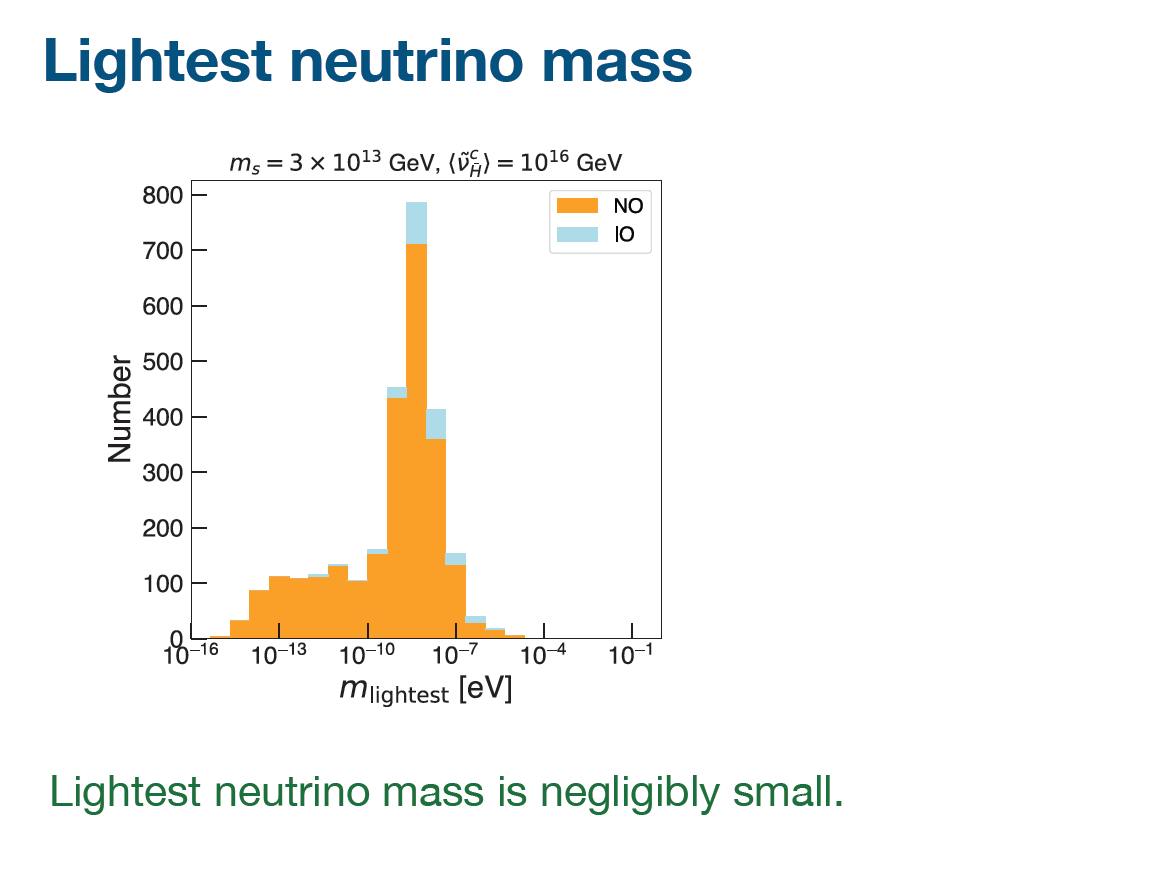 Lightest neutrino mass
m_s = 3 × 10^13 GeV, ⟨ν̃^c_H̄⟩ = 10^16 GeV
NO
IO
800
700
600
500
400
300
200
100
0
Number
10^−16 10^−13 10^−10 10^−7 10^−4 10^−1
m_lightest [eV]
Lightest neutrino mass is negligibly small.